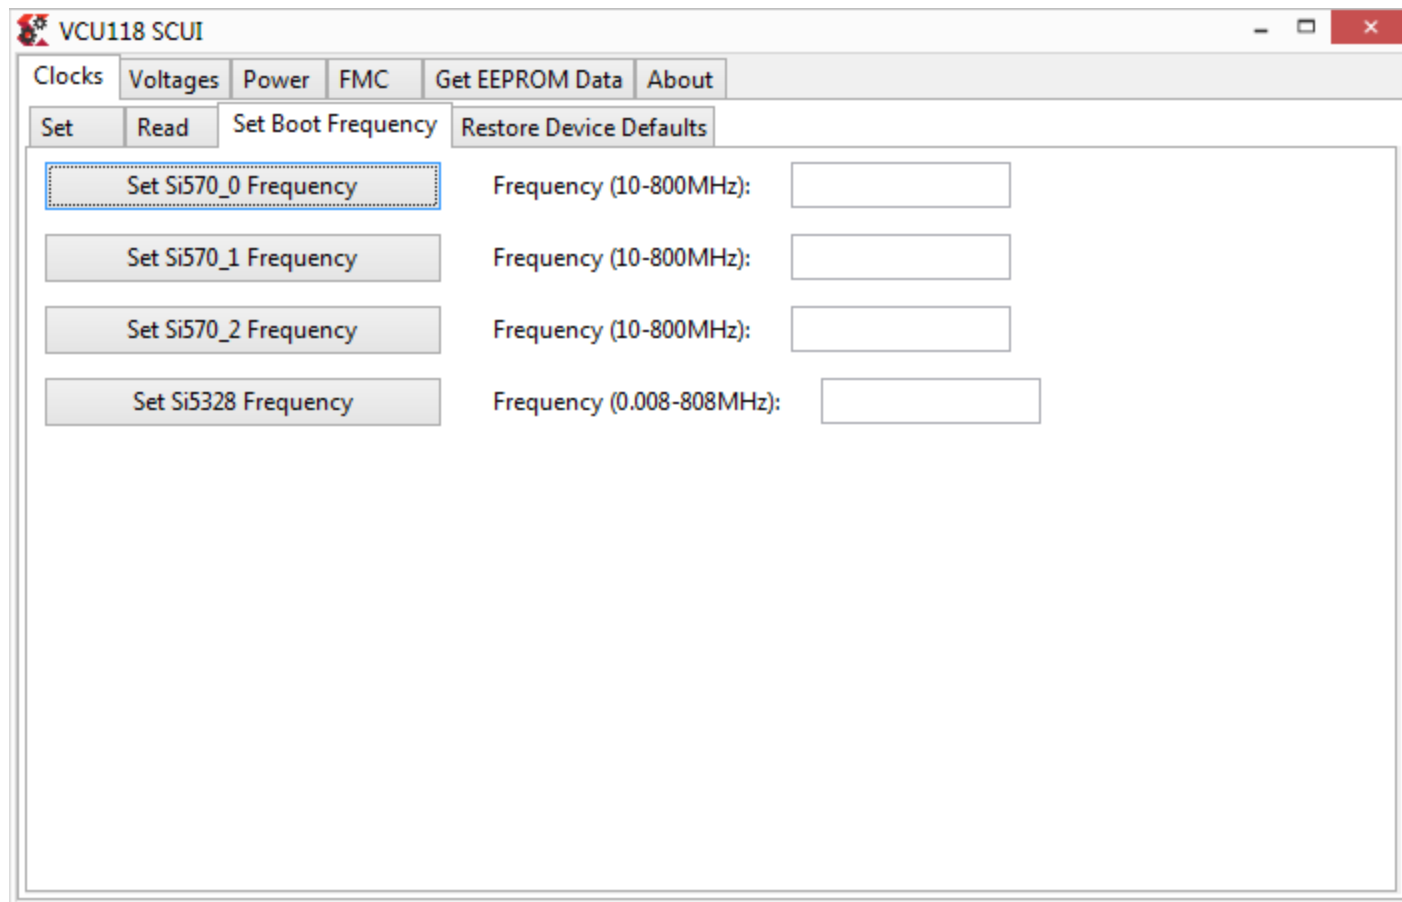 VCU118 SCUI
Clocks Voltages Power FMC Get EEPROM Data About
Set Read Set Boot Frequency Restore Device Defaults
Set Si570_0 Frequency Frequency (10-800MHz):
Set Si570_1 Frequency Frequency (10-800MHz):
Set Si570_2 Frequency Frequency (10-800MHz):
Set Si5328 Frequency Frequency (0.008-808MHz):